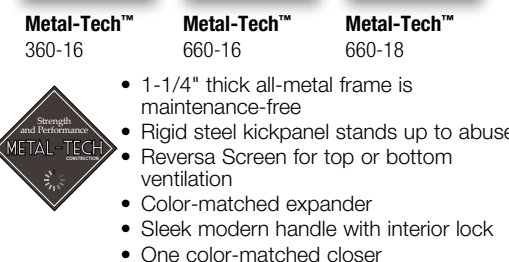 Metal-Tech™ Metal-Tech™ Metal-Tech™
360-16 660-16 660-18
• 1-1/4" thick all-metal frame is
maintenance-free
• Rigid steel kickpanel stands up to abuse
• Reversa Screen for top or bottom
ventilation
• Color-matched expander
• Sleek modern handle with interior lock
• One color-matched closer
Strength
and Performance
METAL-TECH
CONSTRUCTION